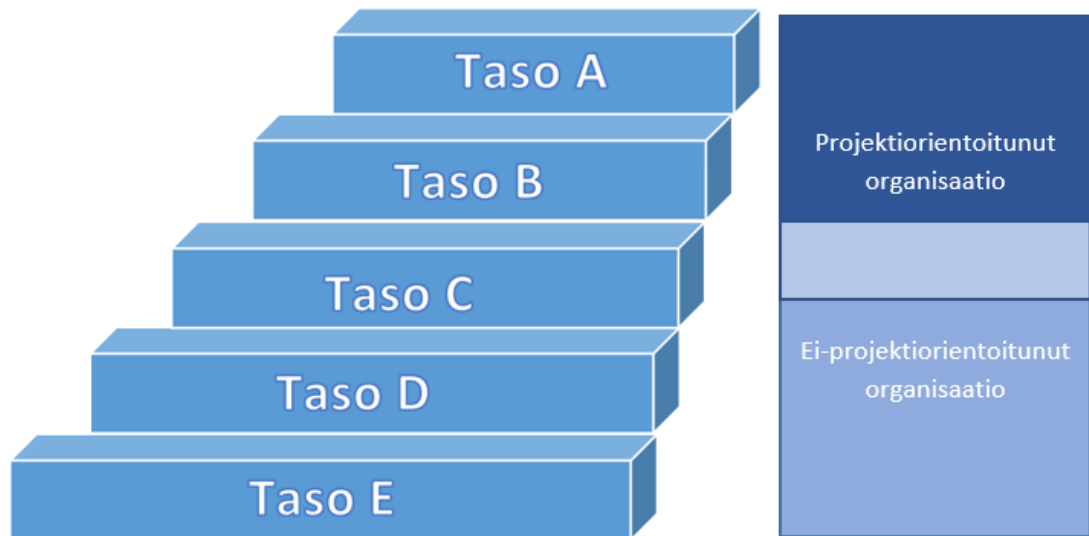 Taso A
Taso B
Taso C
Taso D
Taso E
Projektiorientoitunut
organisaatio
Ei-projektiorientoitunut
organisaatio